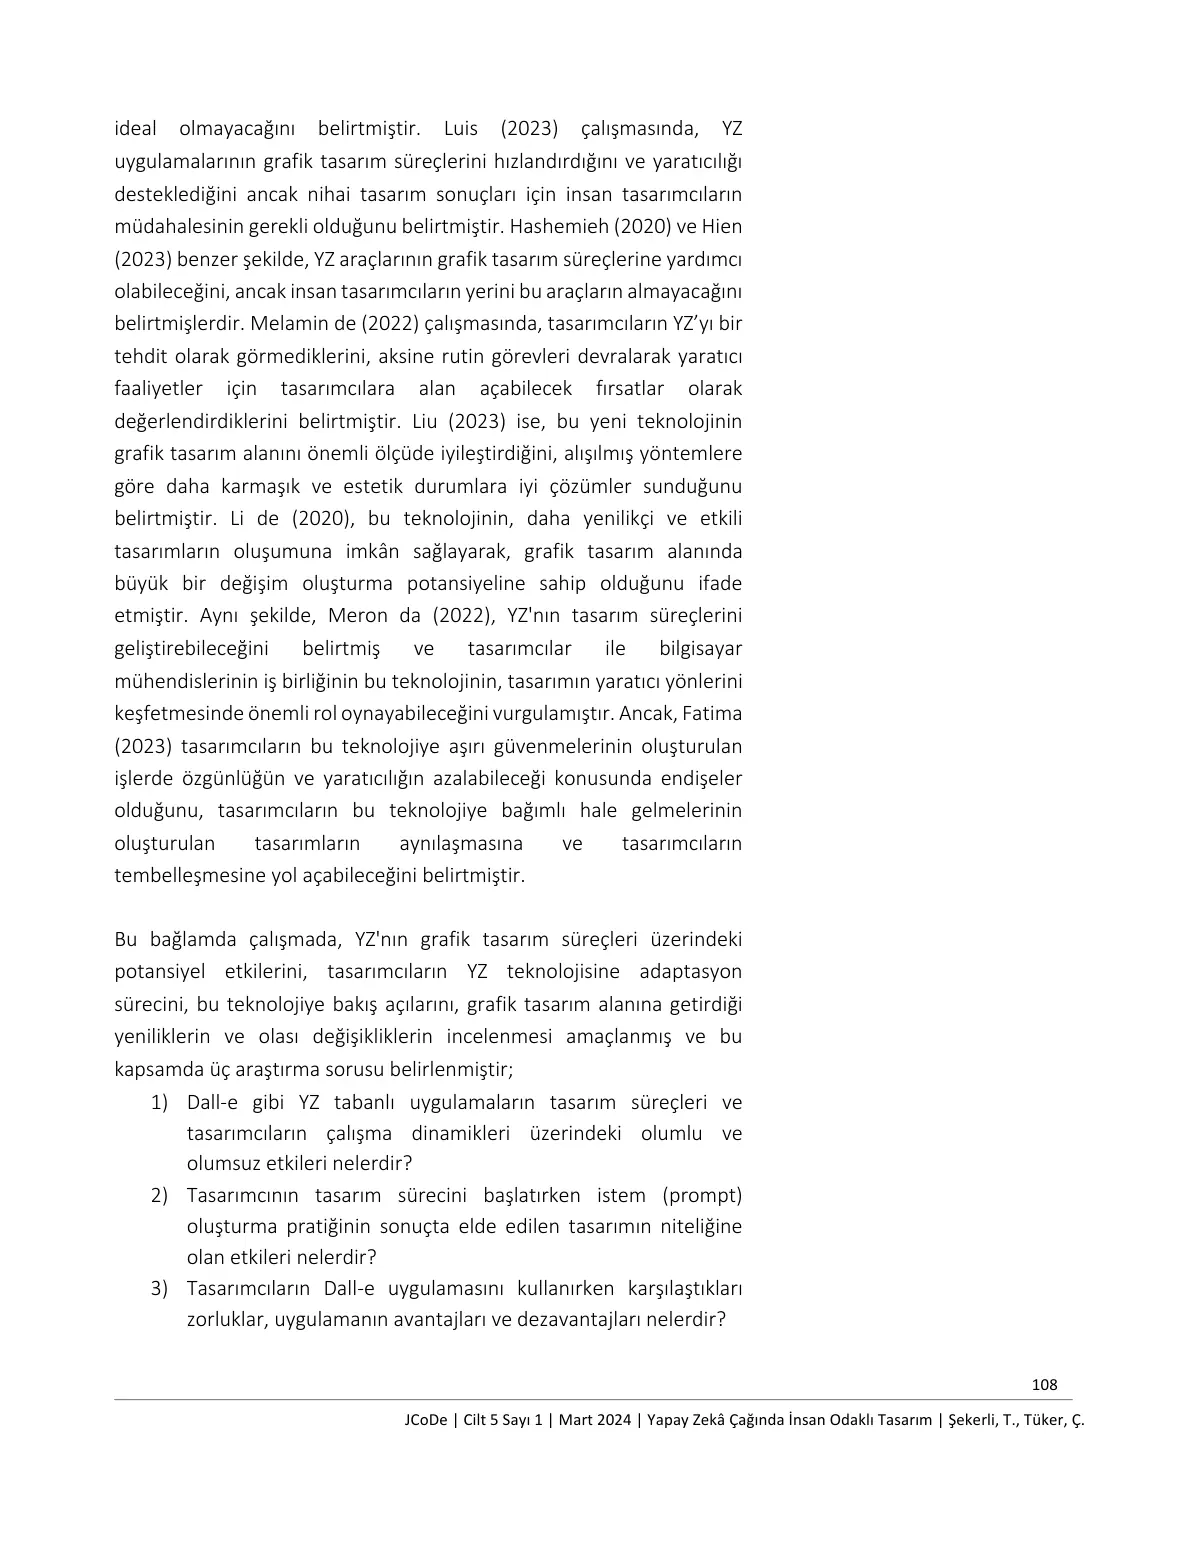 ideal olmayacağını belirtmiştir. Luis (2023) çalışmasında, YZ
uygulamalarının grafik tasarım süreçlerini hızlandırdığını ve yaratıcılığı
desteklediğini ancak nihai tasarım sonuçları için insan tasarımcıların
müdahalesinin gerekli olduğunu belirtmiştir. Hashemieh (2020) ve Hien
(2023) benzer şekilde, YZ araçlarının grafik tasarım süreçlerine yardımcı
olabileceğini, ancak insan tasarımcıların yerini bu araçların almayacağını
belirtmişlerdir. Melamin de (2022) çalışmasında, tasarımcıların YZ’yı bir
tehdit olarak görmediklerini, aksine rutin görevleri devralarak yaratıcı
faaliyetler için tasarımcılara alan açabilecek fırsatlar olarak
değerlendirdiklerini belirtmiştir. Liu (2023) ise, bu yeni teknolojinin
grafik tasarım alanını önemli ölçüde iyileştirdiğini, alışılmış yöntemlere
göre daha karmaşık ve estetik durumlara iyi çözümler sunduğunu
belirtmiştir. Li de (2020), bu teknolojinin, daha yenilikçi ve etkili
tasarımların oluşumuna imkân sağlayarak, grafik tasarım alanında
büyük bir değişim oluşturma potansiyeline sahip olduğunu ifade
etmiştir. Aynı şekilde, Meron da (2022), YZ'nın tasarım süreçlerini
geliştirebileceğini belirtmiş ve tasarımcılar ile bilgisayar
mühendislerinin iş birliğinin bu teknolojinin, tasarımın yaratıcı yönlerini
keşfetmesinde önemli rol oynayabileceğini vurgulamıştır. Ancak, Fatima
(2023) tasarımcıların bu teknolojiye aşırı güvenmelerinin oluşturulan
işlerde özgünlüğün ve yaratıcılığın azalabileceği konusunda endişeler
olduğunu, tasarımcıların bu teknolojiye bağımlı hale gelmelerinin
oluşturulan tasarımların aynılaşmasına ve tasarımcıların
tembelleşmesine yol açabileceğini belirtmiştir.
Bu bağlamda çalışmada, YZ'nın grafik tasarım süreçleri üzerindeki
potansiyel etkilerini, tasarımcıların YZ teknolojisine adaptasyon
sürecini, bu teknolojiye bakış açılarını, grafik tasarım alanına getirdiği
yeniliklerin ve olası değişikliklerin incelenmesi amaçlanmış ve bu
kapsamda üç araştırma sorusu belirlenmiştir;
1) Dall-e gibi YZ tabanlı uygulamaların tasarım süreçleri ve
tasarımcıların çalışma dinamikleri üzerindeki olumlu ve
olumsuz etkileri nelerdir?
2) Tasarımcının tasarım sürecini başlatırken istem (prompt)
oluşturma pratiğinin sonuçta elde edilen tasarımın niteliğine
olan etkileri nelerdir?
3) Tasarımcıların Dall-e uygulamasını kullanırken karşılaştıkları
zorluklar, uygulamanın avantajları ve dezavantajları nelerdir?
108
JCoDe | Cilt 5 Sayı 1 | Mart 2024 | Yapay Zekâ Çağında İnsan Odaklı Tasarım | Şekerli, T., Tüker, Ç.